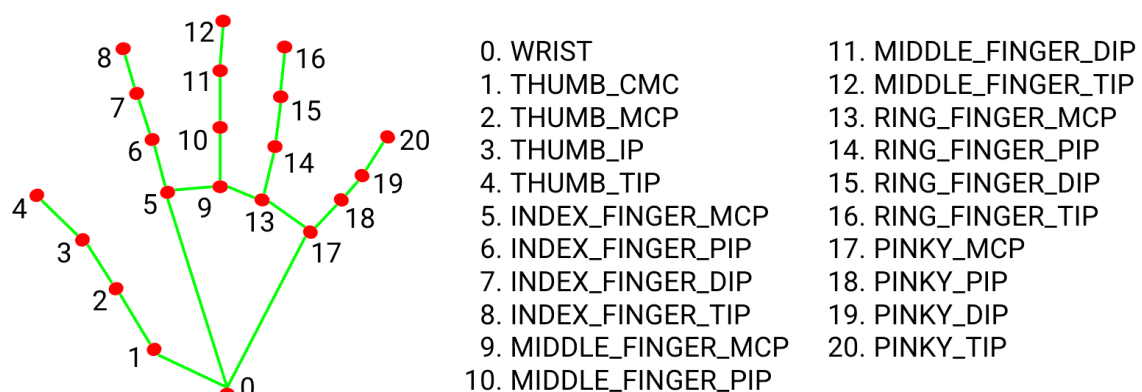 12
8
16
11
7
15
10
20
6
14
19
4
5
9
13
18
3
17
2
1
0
0. WRIST
1. THUMB_CMC
2. THUMB_MCP
3. THUMB_IP
4. THUMB_TIP
5. INDEX_FINGER_MCP
6. INDEX_FINGER_PIP
7. INDEX_FINGER_DIP
8. INDEX_FINGER_TIP
9. MIDDLE_FINGER_MCP
10. MIDDLE_FINGER_PIP
11. MIDDLE_FINGER_DIP
12. MIDDLE_FINGER_TIP
13. RING_FINGER_MCP
14. RING_FINGER_PIP
15. RING_FINGER_DIP
16. RING_FINGER_TIP
17. PINKY_MCP
18. PINKY_PIP
19. PINKY_DIP
20. PINKY_TIP